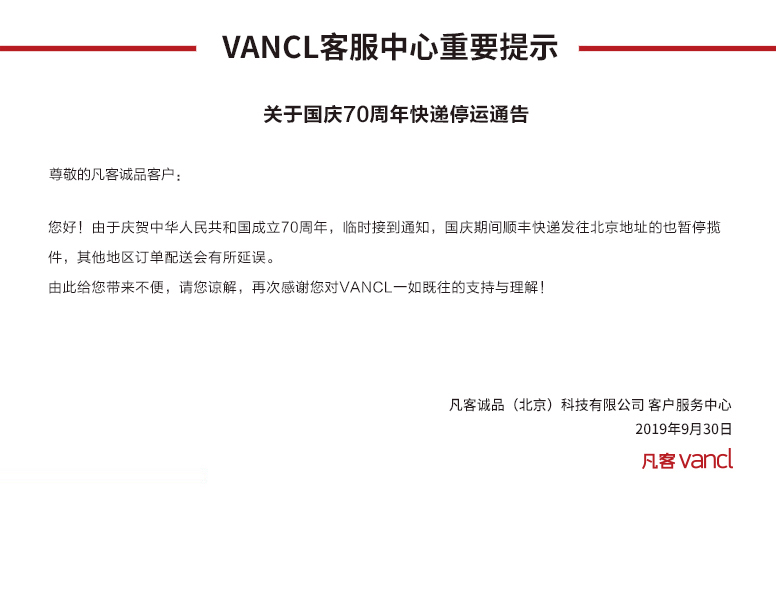 VANCL客服中心重要提示
关于国庆70周年快递停运通告
尊敬的凡客诚品客户：
您好！由于庆贺中华人民共和国成立70周年，临时接到通知，国庆期间顺丰快递发往北京地址的也暂停揽
件，其他地区订单配送会有所延误。
由此给您带来不便，请您谅解，再次感谢您对VANCL一如既往的支持与理解！
凡客诚品（北京）科技有限公司 客户服务中心
2019年9月30日
凡客 vancl